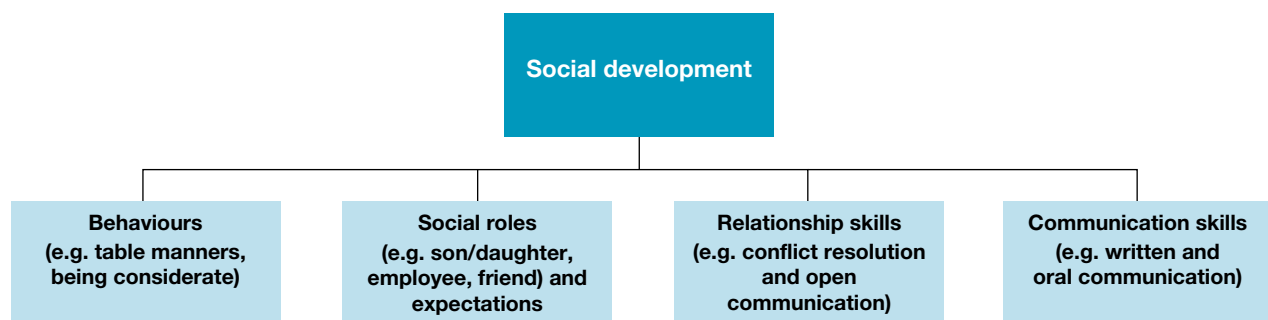 Social development
Behaviours
(e.g. table manners,
being considerate)
Social roles
(e.g. son/daughter,
employee, friend) and
expectations
Relationship skills
(e.g. conflict resolution
and open
communication)
Communication skills
(e.g. written and
oral communication)